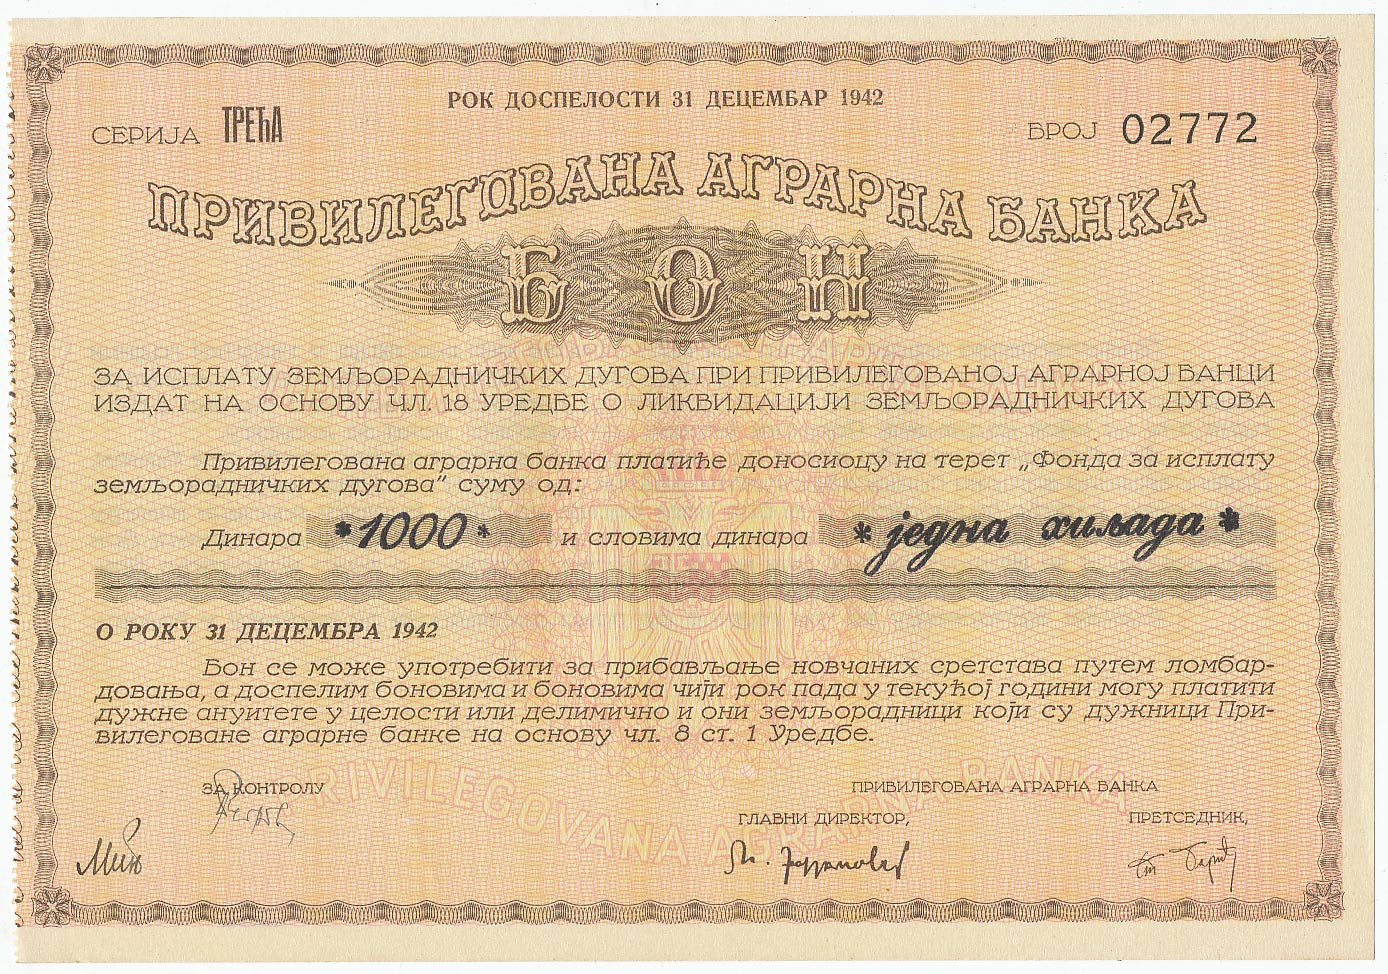 РОК ДОСПЕЛОСТИ 31 ДЕЦЕМБАР 1942
СЕРИЈА ТРЕЋА
БРОЈ 02772
ПРИВИЛЕГОВАНА АГРАРНА БАНКА
БОН
ЗА ИСПЛАТУ ЗЕМЉОРАДНИЧКИХ ДУГОВА ПРИ ПРИВИЛЕГОВАНОЈ АГРАРНОЈ БАНЦИ
ИЗДАТ НА ОСНОВУ ЧЛ. 18 УРЕДБЕ О ЛИКВИДАЦИЈИ ЗЕМЉОРАДНИЧКИХ ДУГОВА
Привилегована аграрна банка платиће доносиоцу на терет „Фонда за исплату
земљорадничких дугова" суму од:
Динара *1000* и словима динара * једна хиљада *
О РОКУ 31 ДЕЦЕМБРА 1942
Бон се може употребити за прибављање новчаних сретстава путем ломбар-
довања, а доспелим боновима и боновима чији рок пада у текућој години могу платити
дужне ануитете у целости или делимично и они земљорадници који су дужници При-
вилеговане аграрне банке на основу чл. 8 ст. 1 Уредбе.
ЗА КОНТРОЛУ
ПРИВИЛЕГОВАНА АГРАРНА БАНКА
ГЛАВНИ ДИРЕКТОР,
ПРЕТСЕДНИК,
PRIVILEGOVANA AGRARNA BANKA